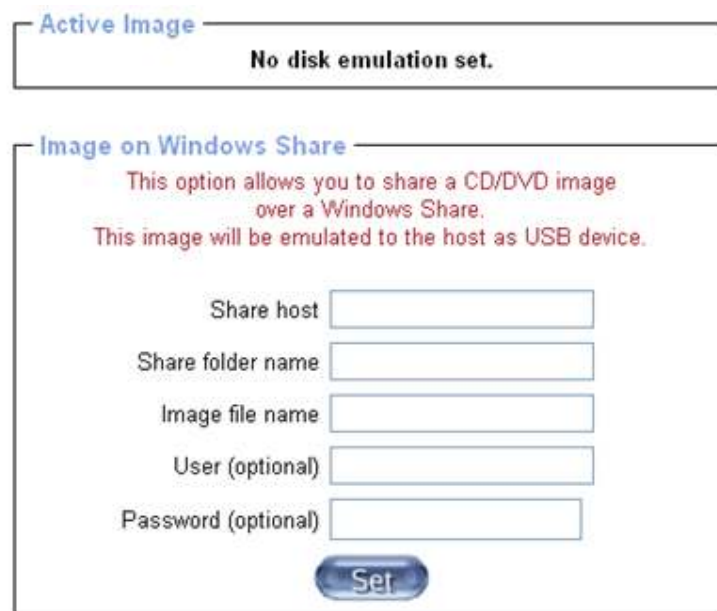 Active Image
No disk emulation set.
Image on Windows Share
This option allows you to share a CD/DVD image
over a Windows Share.
This image will be emulated to the host as USB device.
Share host
Share folder name
Image file name
User (optional)
Password (optional)
Set